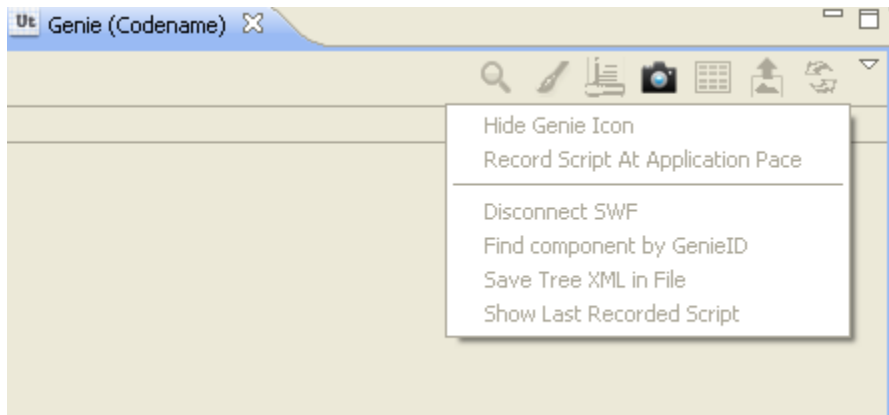 Ut Genie (Codename)
Hide Genie Icon
Record Script At Application Pace
Disconnect SWF
Find component by GenieID
Save Tree XML in File
Show Last Recorded Script